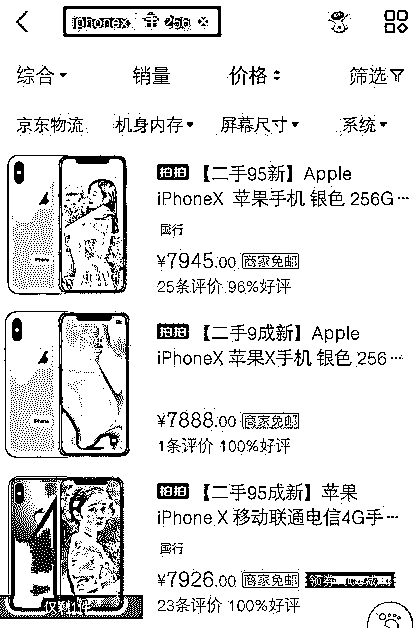 iphonex 全 256 ×
综合 销量 价格 筛选
京东物流 机身内存 屏幕尺寸 系统
拍拍 【二手95新】Apple
iPhoneX 苹果手机 银色 256G···
国行
¥7945.00 商家免邮
25条评价 96%好评
拍拍 【二手9成新】Apple
iPhoneX 苹果X手机 银色 256···
¥7888.00 商家免邮
1条评价 100%好评
拍拍 【二手95成新】苹果
iPhone X 移动联通电信4G手···
国行
¥7926.00 商家免邮
23条评价 100%好评